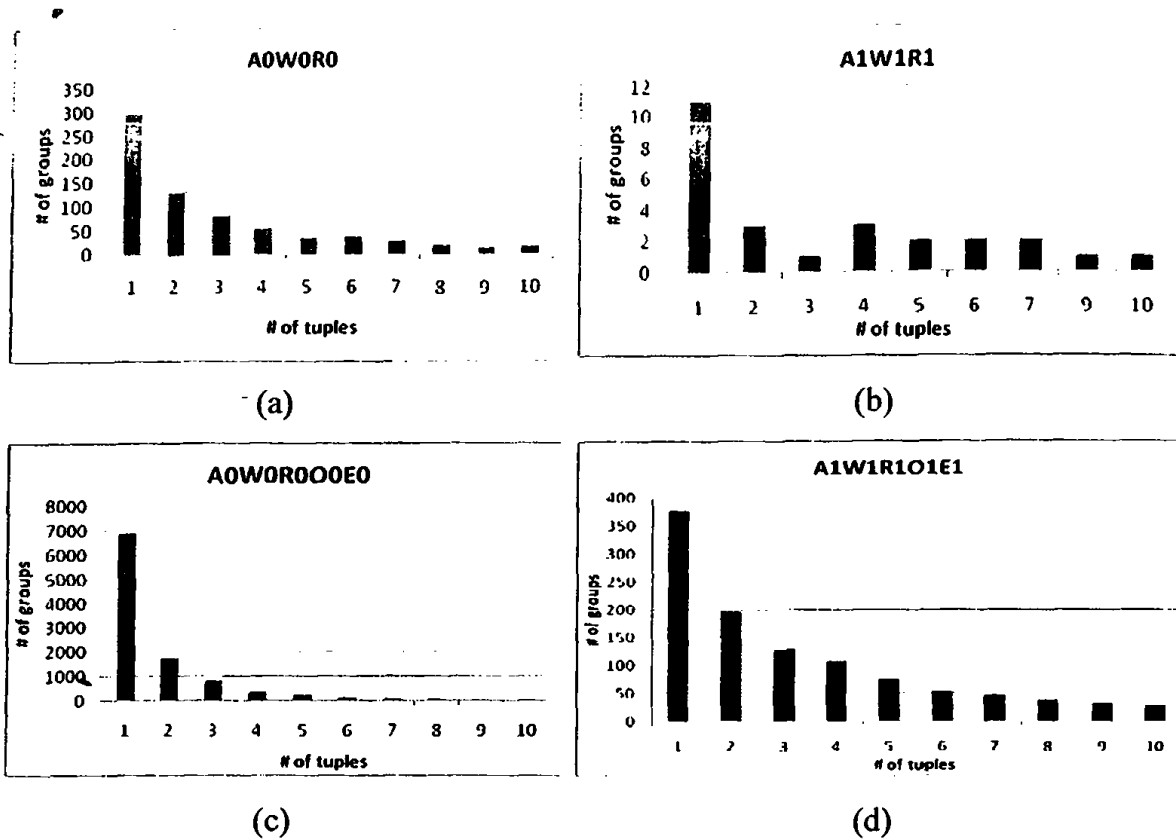 A0W0R0
# of groups
350
300
250
200
150
100
50
0
1 2 3 4 5 6 7 8 9 10
# of tuples
(a)
A1W1R1
# of groups
12
10
8
6
4
2
0
1 2 3 4 5 6 7 9 10
# of tuples
(b)
A0W0R0O0E0
# of groups
8000
7000
6000
5000
4000
3000
2000
1000
0
1 2 3 4 5 6 7 8 9 10
# of tuples
(c)
A1W1R1O1E1
# of groups
400
350
300
250
200
150
100
50
0
1 2 3 4 5 6 7 8 9 10
# of tuples
(d)